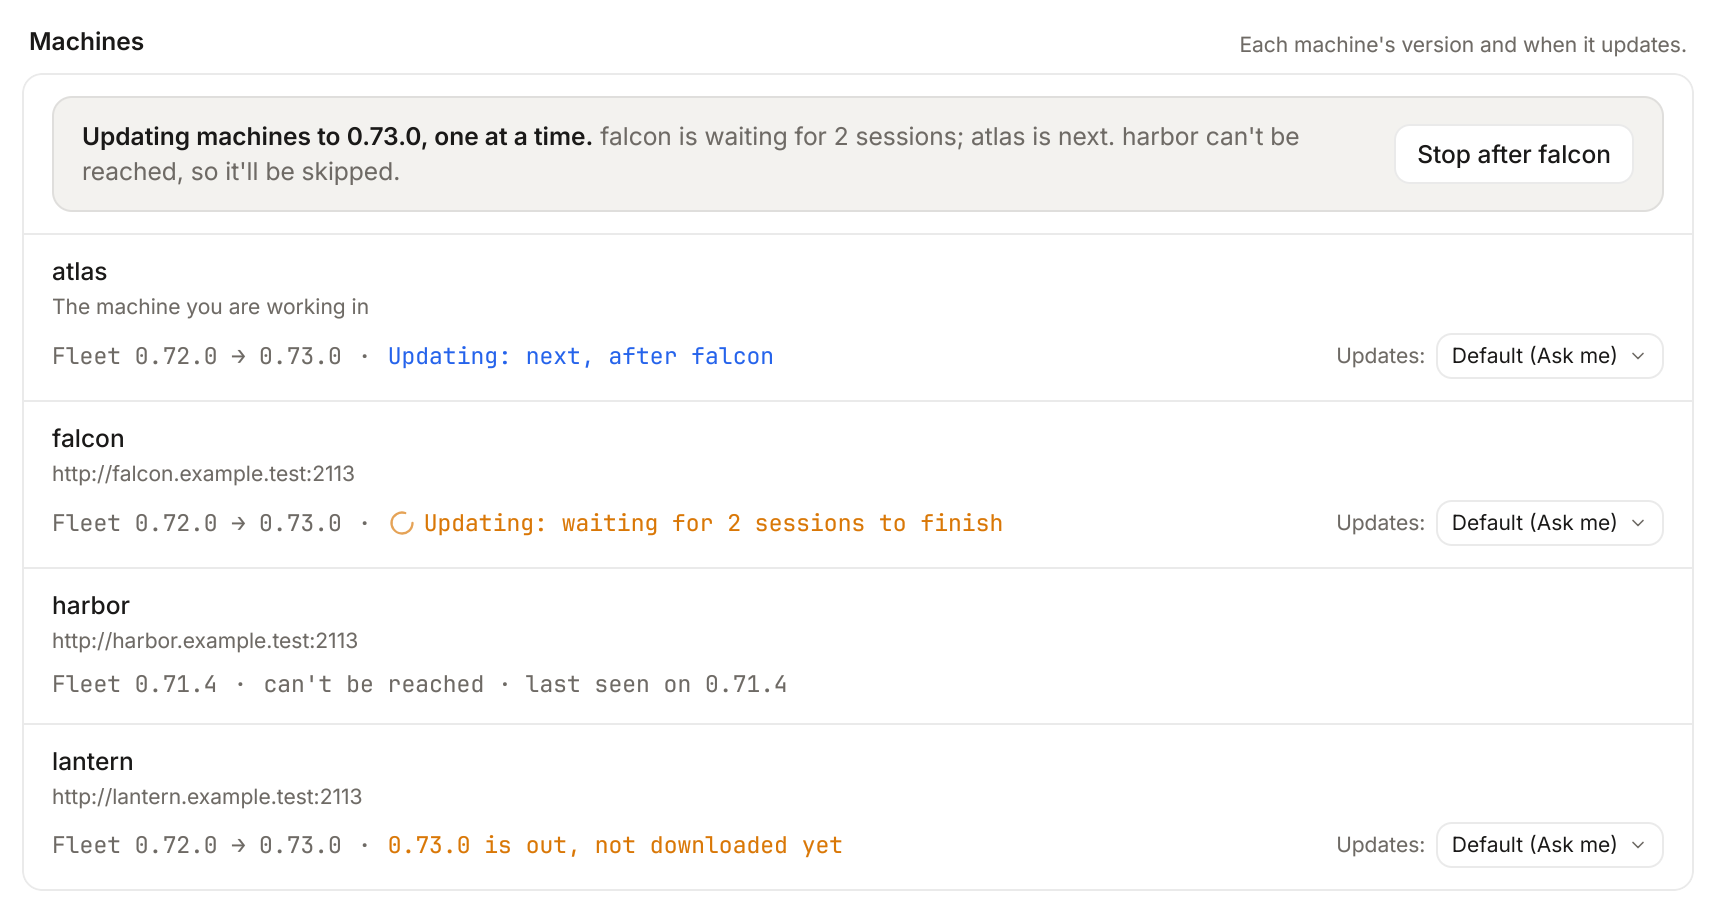 Machines
Each machine's version and when it updates.
Updating machines to 0.73.0, one at a time. falcon is waiting for 2 sessions; atlas is next. harbor can't be
reached, so it'll be skipped.
Stop after falcon
atlas
The machine you are working in
Fleet 0.72.0 → 0.73.0 · Updating: next, after falcon
Updates: Default (Ask me)
falcon
http://falcon.example.test:2113
Fleet 0.72.0 → 0.73.0 · Updating: waiting for 2 sessions to finish
Updates: Default (Ask me)
harbor
http://harbor.example.test:2113
Fleet 0.71.4 · can't be reached · last seen on 0.71.4
lantern
http://lantern.example.test:2113
Fleet 0.72.0 → 0.73.0 · 0.73.0 is out, not downloaded yet
Updates: Default (Ask me)